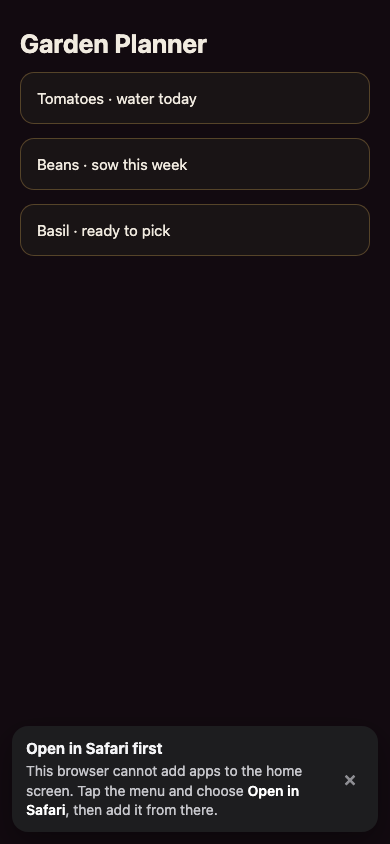 Garden Planner
Tomatoes · water today
Beans · sow this week
Basil · ready to pick
Open in Safari first
This browser cannot add apps to the home
screen. Tap the menu and choose Open in
Safari, then add it from there.